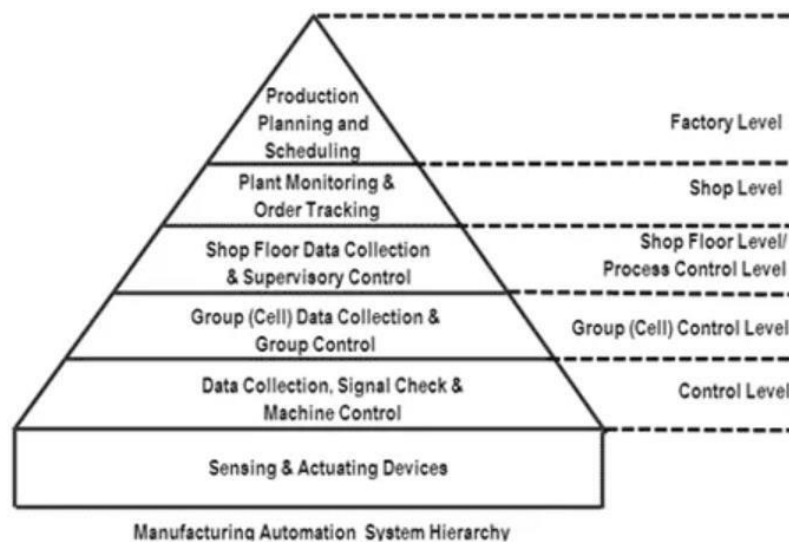 Production
Planning and
Scheduling
Factory Level
Plant Monitoring &
Order Tracking
Shop Level
Shop Floor Data Collection
& Supervisory Control
Shop Floor Level/
Process Control Level
Group (Cell) Data Collection &
Group Control
Group (Cell) Control Level
Data Collection, Signal Check &
Machine Control
Control Level
Sensing & Actuating Devices
Manufacturing Automation System Hierarchy